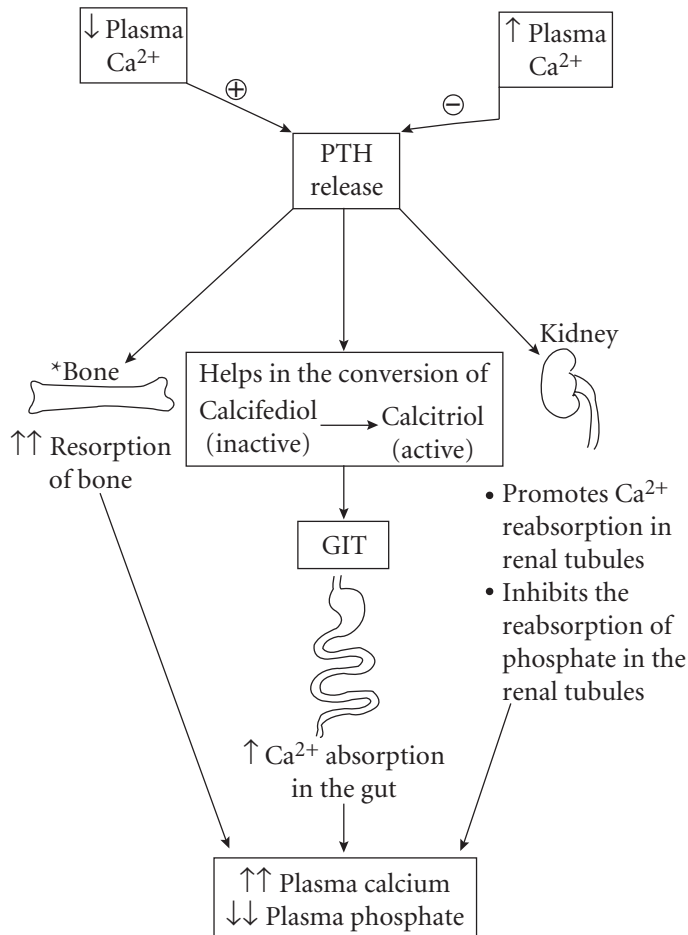 ↓ Plasma
Ca²⁺
↑ Plasma
Ca²⁺
⊕
⊖
PTH
release
*Bone
↑↑ Resorption
of bone
Helps in the conversion of
Calcifediol → Calcitriol
(inactive) (active)
Kidney
GIT
• Promotes Ca²⁺
reabsorption in
renal tubules
• Inhibits the
reabsorption of
phosphate in the
renal tubules
↑ Ca²⁺ absorption
in the gut
↑↑ Plasma calcium
↓↓ Plasma phosphate